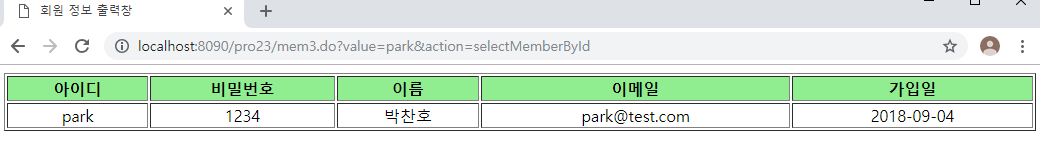 회원 정보 출력창
localhost:8090/pro23/mem3.do?value=park&action=selectMemberById
아이디 비밀번호 이름 이메일 가입일
park 1234 박찬호 park@test.com 2018-09-04